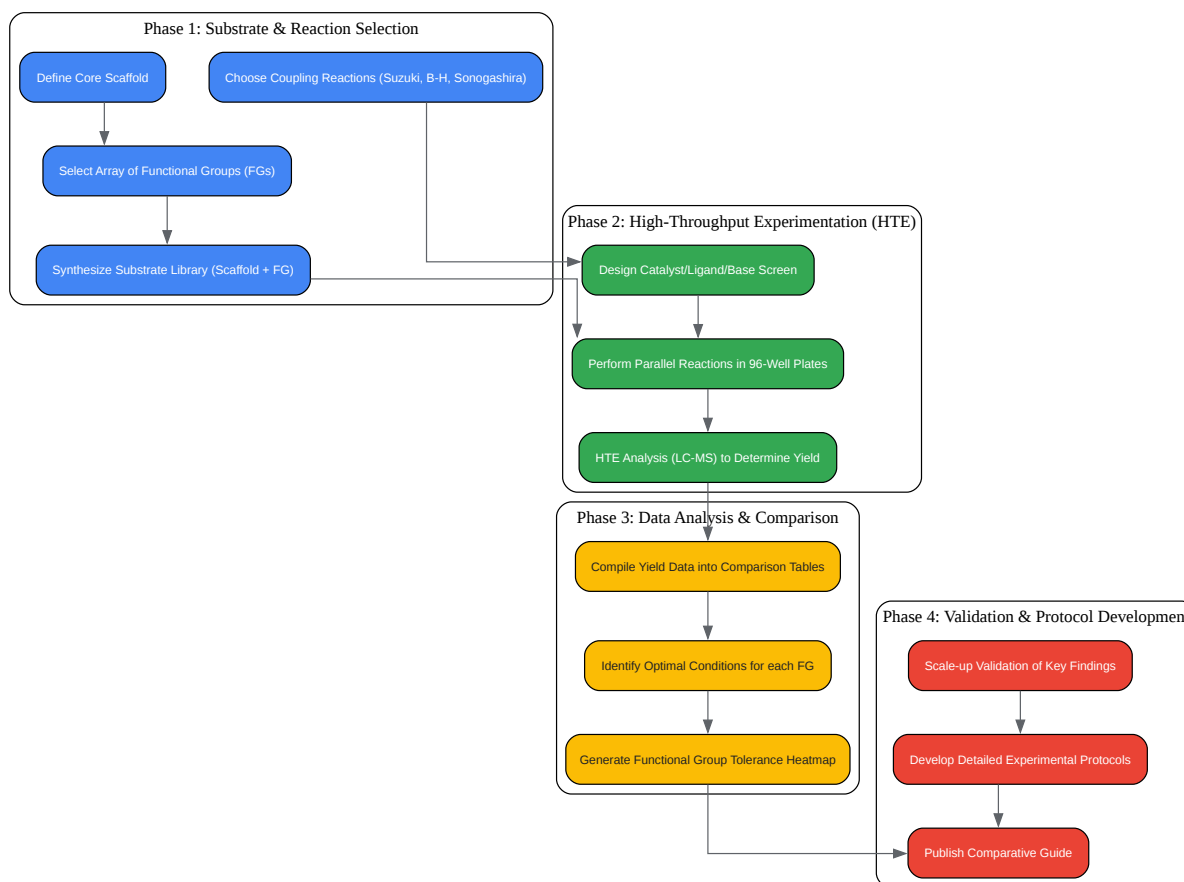 Phase 1: Substrate & Reaction Selection
Define Core Scaffold
Choose Coupling Reactions (Suzuki, B-H, Sonogashira)
Select Array of Functional Groups (FGs)
Synthesize Substrate Library (Scaffold + FG)
Phase 2: High-Throughput Experimentation (HTE)
Design Catalyst/Ligand/Base Screen
Perform Parallel Reactions in 96-Well Plates
HTE Analysis (LC-MS) to Determine Yield
Phase 3: Data Analysis & Comparison
Compile Yield Data into Comparison Tables
Identify Optimal Conditions for each FG
Generate Functional Group Tolerance Heatmap
Phase 4: Validation & Protocol Development
Scale-up Validation of Key Findings
Develop Detailed Experimental Protocols
Publish Comparative Guide